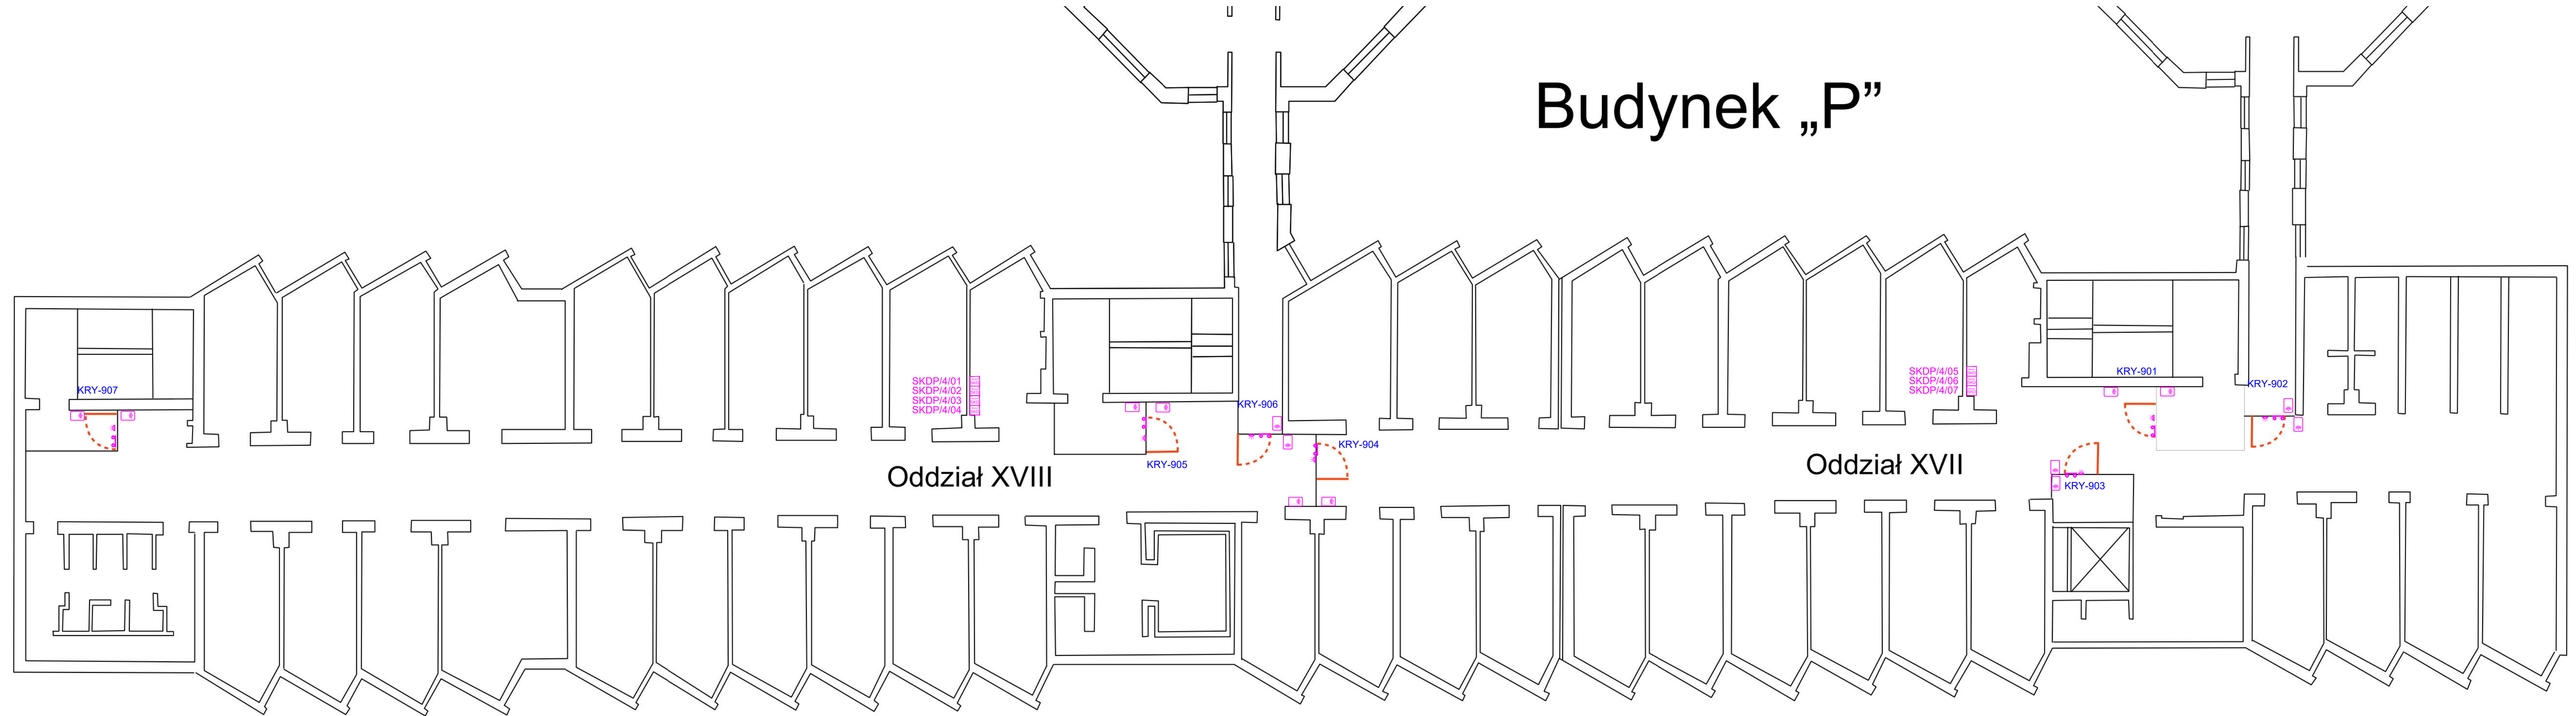 Budynek „P”
KRY-907
SKDP/4/01
SKDP/4/02
SKDP/4/03
SKDP/4/04
KRY-906
KRY-904
KRY-905
Oddział XVIII
SKDP/4/05
SKDP/4/06
SKDP/4/07
KRY-901
KRY-902
Oddział XVII
KRY-903